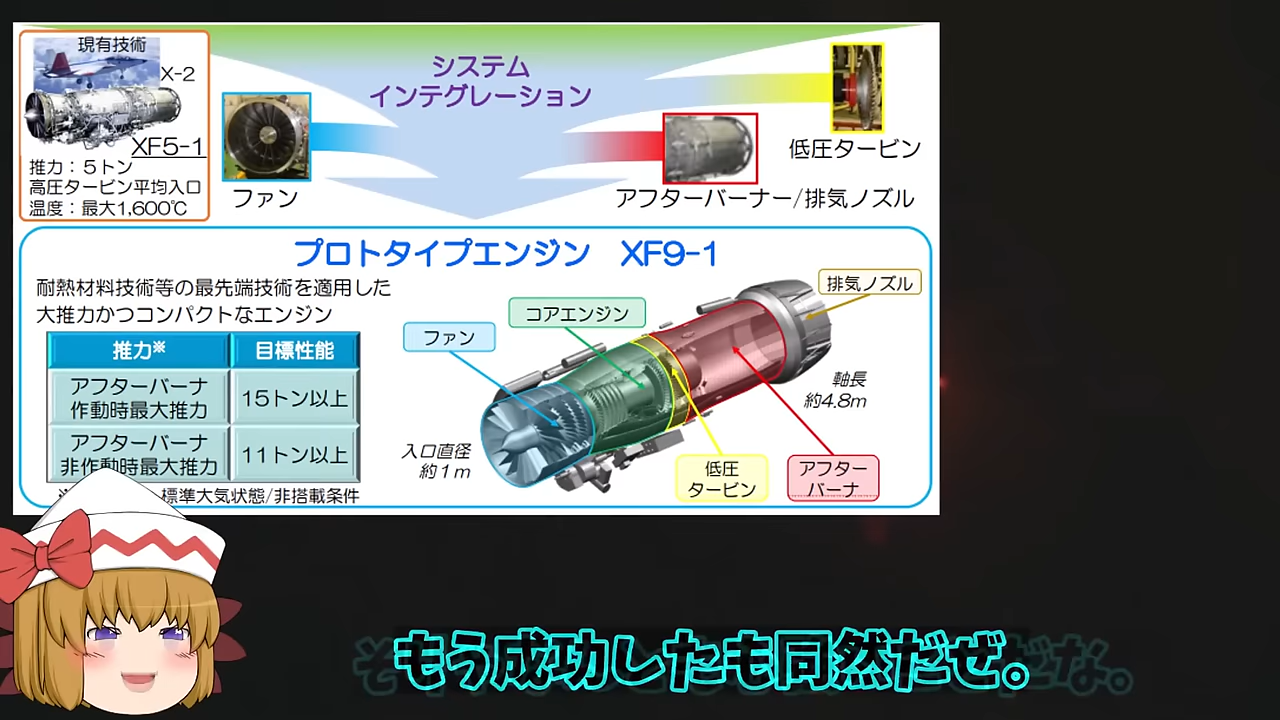 現有技術
X-2
XF5-1
推力：５トン
高圧タービン平均入口
温度：最大1,600℃
システム
インテグレーション
ファン
アフターバーナー/排気ノズル
低圧タービン
プロトタイプエンジン　XF9-1
耐熱材料技術等の最先端技術を適用した
大推力かつコンパクトなエンジン
推力※
目標性能
アフターバーナ
作動時最大推力
15トン以上
アフターバーナ
非作動時最大推力
11トン以上
標準大気状態/非搭載条件
ファン
コアエンジン
排気ノズル
入口直径
約１ｍ
軸長
約4.8m
低圧
タービン
アフター
バーナ
もう成功したも同然だぜ。